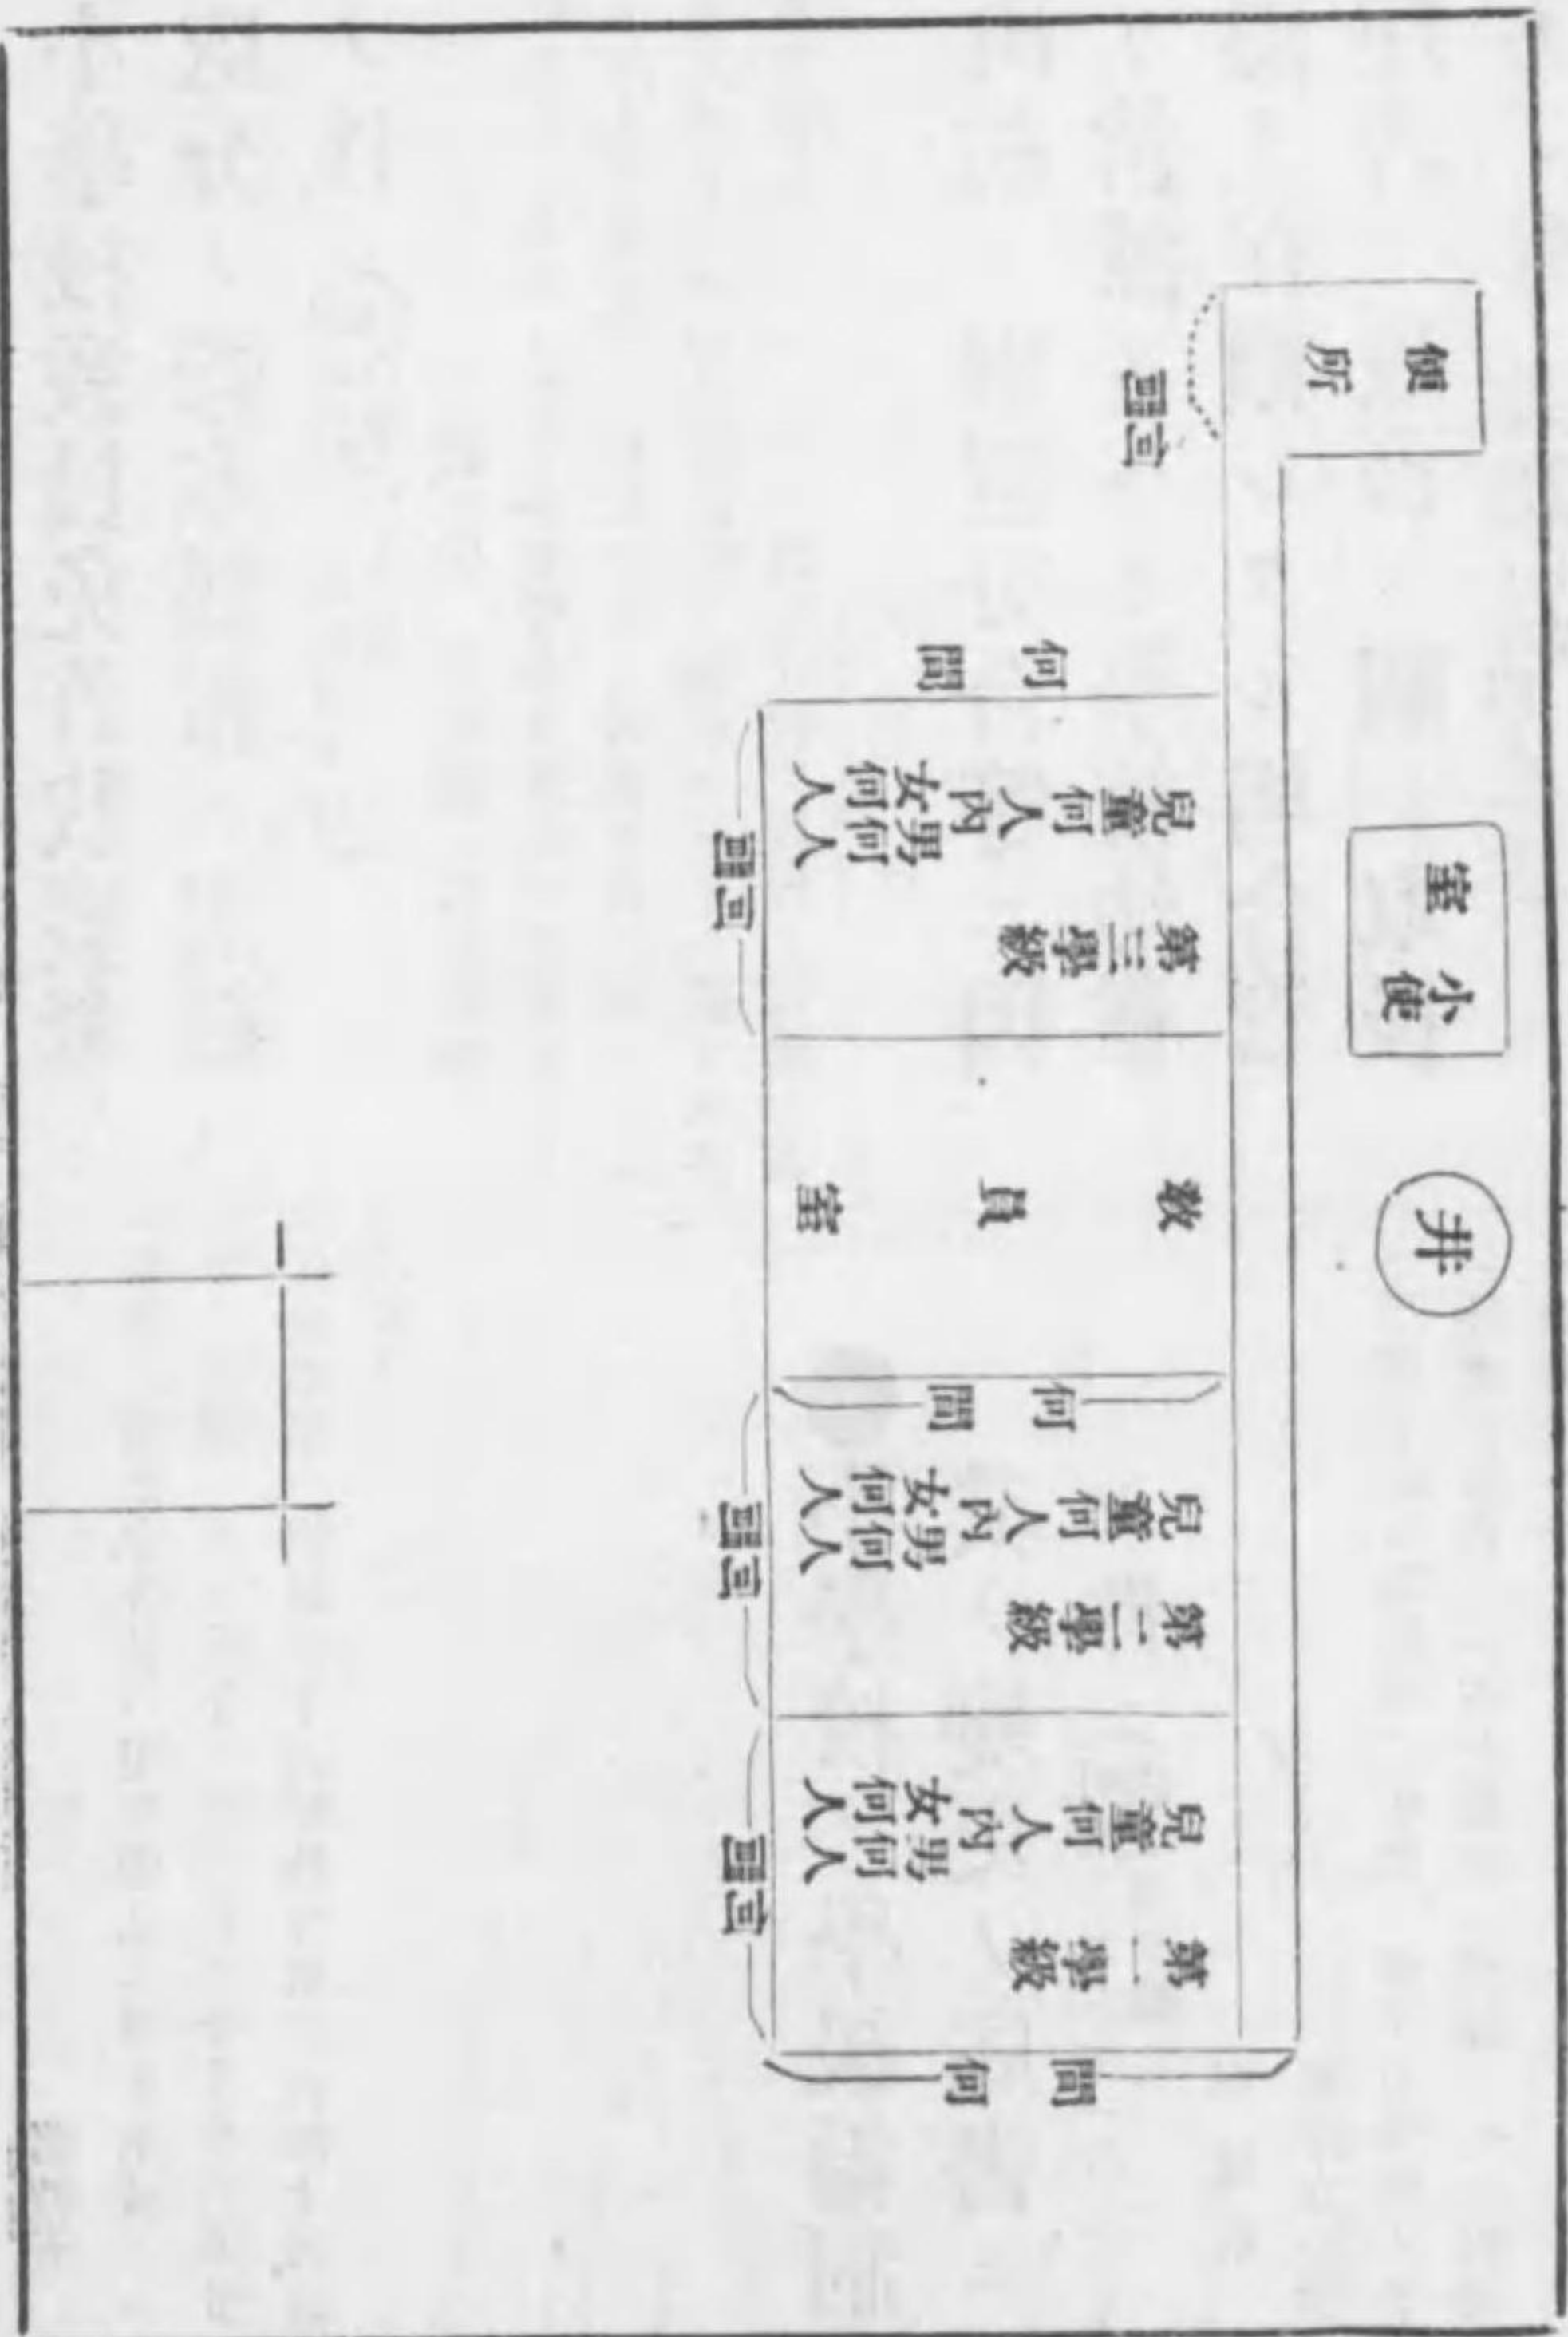 井
小使
室
便所
間何
第一學級
兒童何人內男何人女何人
第二學級
兒童何人內男何人女何人
何間
教員室
第三學級
兒童何人內男何人女何人
何間